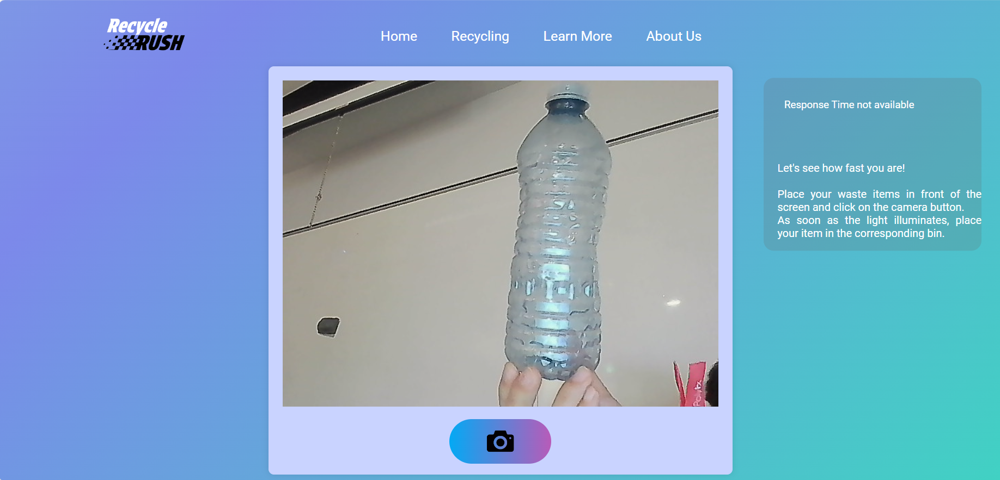 Recycle
RUSH
Home Recycling Learn More About Us
Response Time not available
Let's see how fast you are!
Place your waste items in front of the
screen and click on the camera button.
As soon as the light illuminates, place
your item in the corresponding bin.